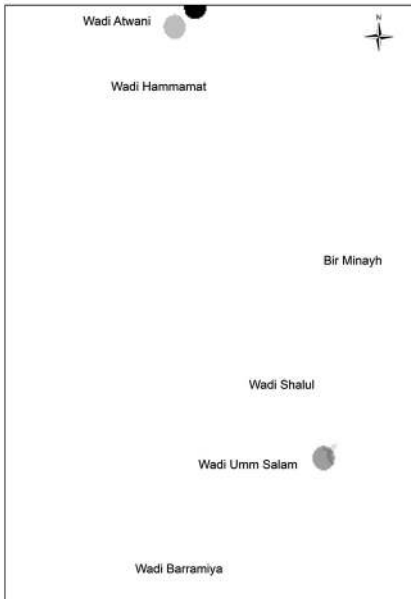 Wadi Atwani
N
Wadi Hammamat
Bir Minayh
Wadi Shalul
Wadi Umm Salam
Wadi Barramiya